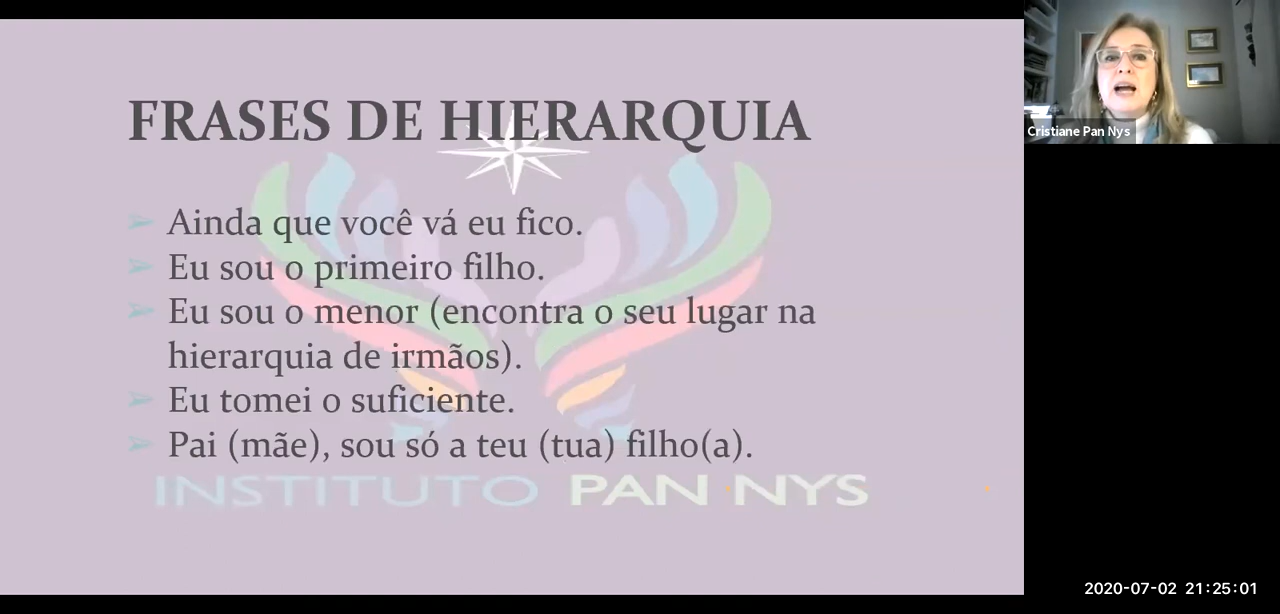 FRASES DE HIERARQUIA
➢ Ainda que você vá eu fico.
➢ Eu sou o primeiro filho.
➢ Eu sou o menor (encontra o seu lugar na
hierarquia de irmãos).
➢ Eu tomei o suficiente.
➢ Pai (mãe), sou só a teu (tua) filho(a).
INSTITUTO PAN NYS
Cristiane Pan Nys
2020-07-02 21:25:01